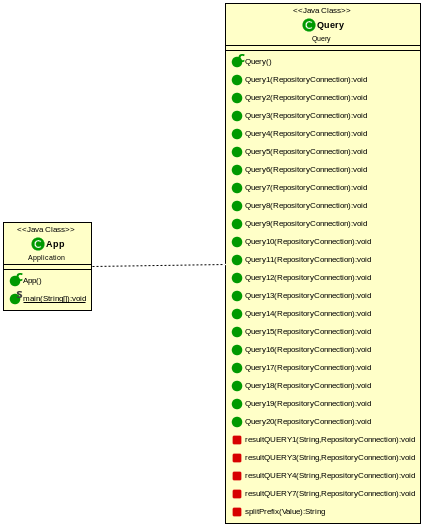 <<Java Class>>
App
Application
App()
main(String[]):void
<<Java Class>>
Query
Query
Query()
Query1(RepositoryConnection):void
Query2(RepositoryConnection):void
Query3(RepositoryConnection):void
Query4(RepositoryConnection):void
Query5(RepositoryConnection):void
Query6(RepositoryConnection):void
Query7(RepositoryConnection):void
Query8(RepositoryConnection):void
Query9(RepositoryConnection):void
Query10(RepositoryConnection):void
Query11(RepositoryConnection):void
Query12(RepositoryConnection):void
Query13(RepositoryConnection):void
Query14(RepositoryConnection):void
Query15(RepositoryConnection):void
Query16(RepositoryConnection):void
Query17(RepositoryConnection):void
Query18(RepositoryConnection):void
Query19(RepositoryConnection):void
Query20(RepositoryConnection):void
resultQUERY1(String,RepositoryConnection):void
resultQUERY3(String,RepositoryConnection):void
resultQUERY4(String,RepositoryConnection):void
resultQUERY7(String,RepositoryConnection):void
splitPrefix(Value):String